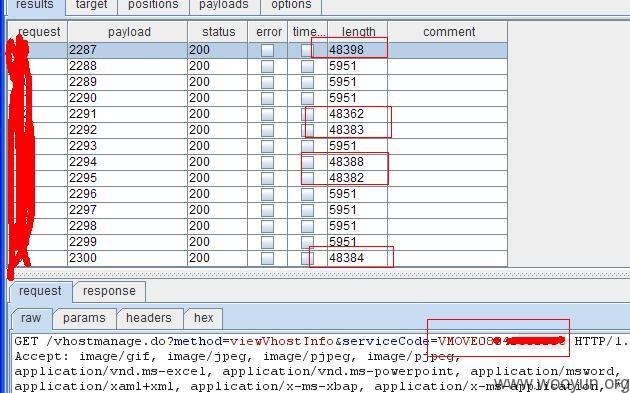 results target positions payloads options
request payload status error time... length comment
2287 200 48398
2288 200 5951
2289 200 5951
2290 200 5951
2291 200 48362
2292 200 48383
2293 200 5951
2294 200 48388
2295 200 48382
2296 200 5951
2297 200 5951
2298 200 5951
2299 200 5951
2300 200 48384
request response
raw params headers hex
GET /vhostmanage.do?method=viewVhostInfo&serviceCode= HTTP/1.
Accept: image/gif, image/jpeg, image/pjpeg, image/pjpeg,
application/vnd.ms-excel, application/vnd.ms-powerpoint, application/msword,
application/xaml+xml, application/x-ms-xbap, application/x-ms-application,
www.wooyun.org